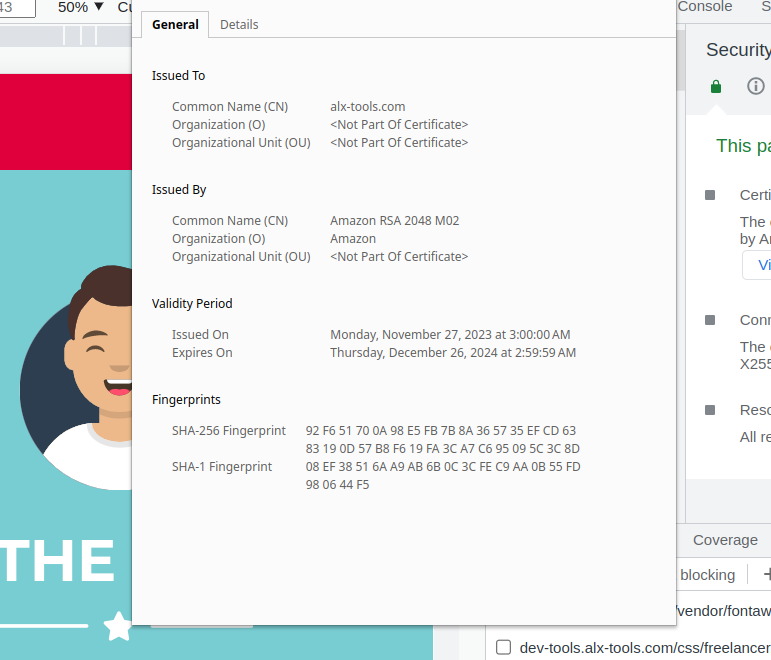 43
50%
Cu
Console
S
General
Details
Security
Issued To
Common Name (CN) alx-tools.com
Organization (O) <Not Part Of Certificate>
Organizational Unit (OU) <Not Part Of Certificate>
Issued By
Common Name (CN) Amazon RSA 2048 M02
Organization (O) Amazon
Organizational Unit (OU) <Not Part Of Certificate>
Validity Period
Issued On Monday, November 27, 2023 at 3:00:00 AM
Expires On Thursday, December 26, 2024 at 2:59:59 AM
Fingerprints
SHA-256 Fingerprint 92 F6 51 70 0A 98 E5 FB 7B 8A 36 57 35 EF CD 63
83 19 0D 57 B8 F6 19 FA 3C A7 C6 95 09 5C 3C 8D
SHA-1 Fingerprint 08 EF 38 51 6A A9 AB 6B 0C 3C FE C9 AA 0B 55 FD
98 06 44 F5
This pa
Certi
The c
by Am
Vi
Conn
The c
X255
Reso
All re
THE
Coverage
blocking
/vendor/fontaw
dev-tools.alx-tools.com/css/freelancer